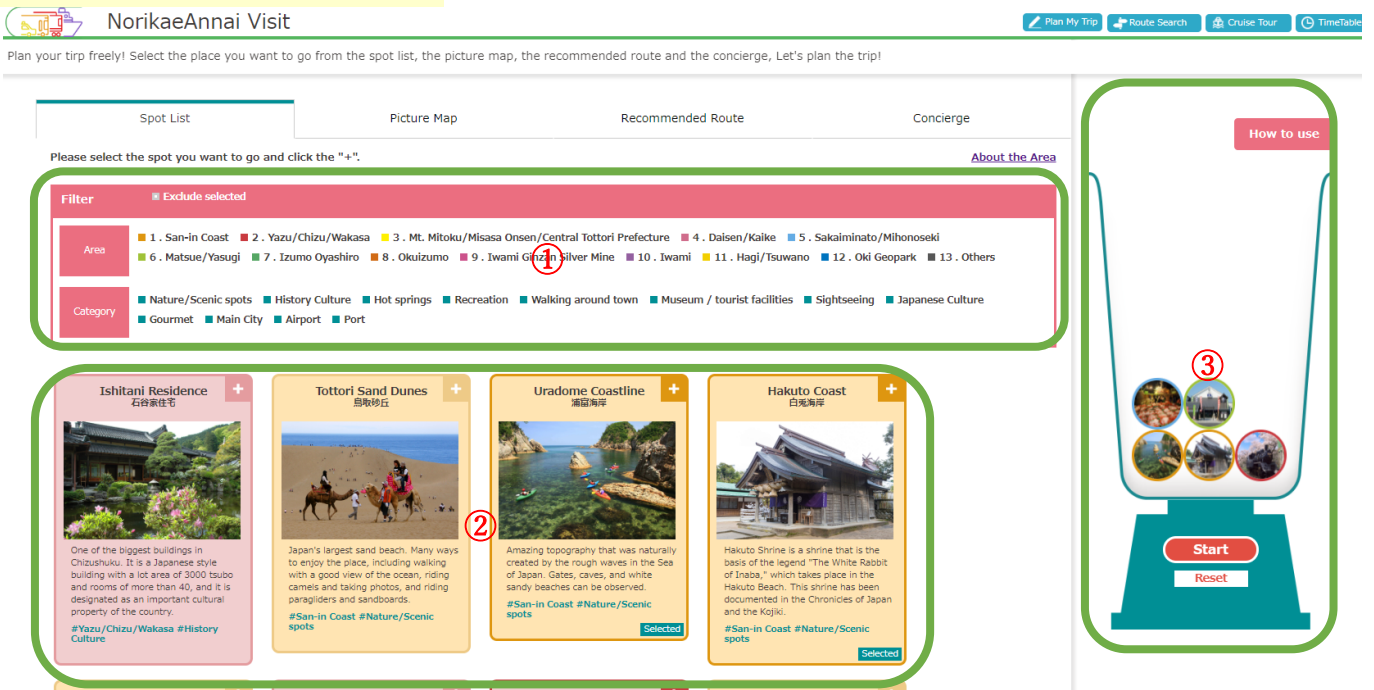 NorikaeAnnai Visit
Plan My Trip
Route Search
Cruise Tour
TimeTable
Plan your tirp freely! Select the place you want to go from the spot list, the picture map, the recommended route and the concierge, Let's plan the trip!
Spot List
Picture Map
Recommended Route
Concierge
Please select the spot you want to go and click the "+".
About the Area
Filter
Exclude selected
Area
1 . San-in Coast 2 . Yazu/Chizu/Wakasa 3 . Mt. Mitoku/Misasa Onsen/Central Tottori Prefecture 4 . Daisen/Kaike 5 . Sakaiminato/Mihonoseki
6 . Matsue/Yasugi 7 . Izumo Oyashiro 8 . Okuizumo 9 . Iwami Ginzan Silver Mine 10 . Iwami 11 . Hagi/Tsuwano 12 . Oki Geopark 13 . Others
①
Category
Nature/Scenic spots History Culture Hot springs Recreation Walking around town Museum / tourist facilities Sightseeing Japanese Culture
Gourmet Main City Airport Port
Ishitani Residence +
石谷家住宅
One of the biggest buildings in
Chizushuku. It is a Japanese style
building with a lot area of 3000 tsubo
and rooms of more than 40, and it is
designated as an important cultural
property of the country.
#Yazu/Chizu/Wakasa #History
Culture
Tottori Sand Dunes +
鳥取砂丘
Japan's largest sand beach. Many ways
to enjoy the place, including walking
with a good view of the ocean, riding
camels and taking photos, and riding
paragliders and sandboards.
#San-in Coast #Nature/Scenic
spots
②
Uradome Coastline +
浦富海岸
Amazing topography that was naturally
created by the rough waves in the Sea
of Japan. Gates, caves, and white
sandy beaches can be observed.
#San-in Coast #Nature/Scenic
spots
Selected
Hakuto Coast +
白兎海岸
Hakuto Shrine is a shrine that is the
basis of the legend "The White Rabbit
of Inaba," which takes place in the
Hakuto Beach. This shrine has been
documented in the Chronicles of Japan
and the Kojiki.
#San-in Coast #Nature/Scenic
spots
Selected
How to use
③
Start
Reset